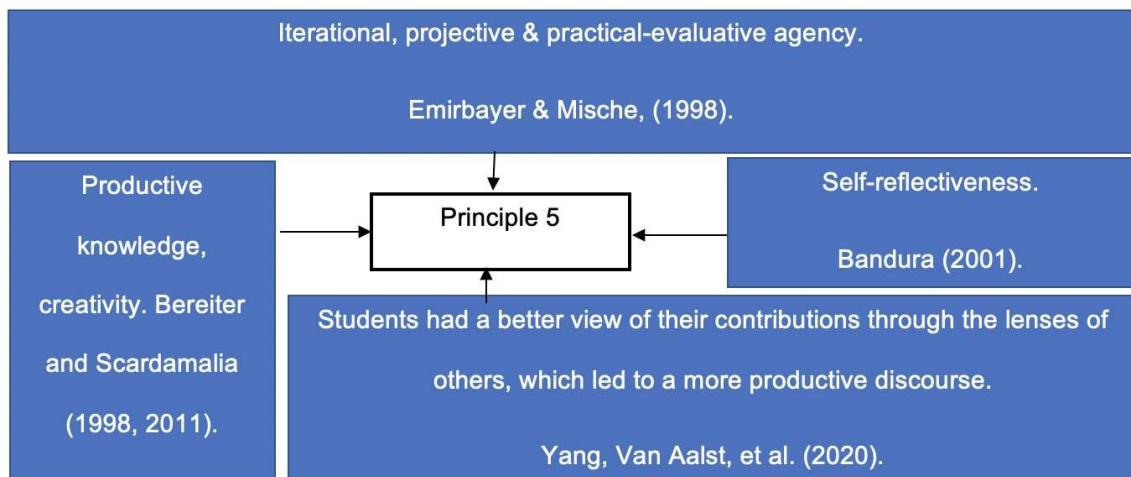 Iterational, projective & practical-evaluative agency.
Emirbayer & Mische, (1998).
Productive
knowledge,
creativity. Bereiter
and Scardamalia
(1998, 2011).
Principle 5
Self-reflectiveness.
Bandura (2001).
Students had a better view of their contributions through the lenses of
others, which led to a more productive discourse.
Yang, Van Aalst, et al. (2020).